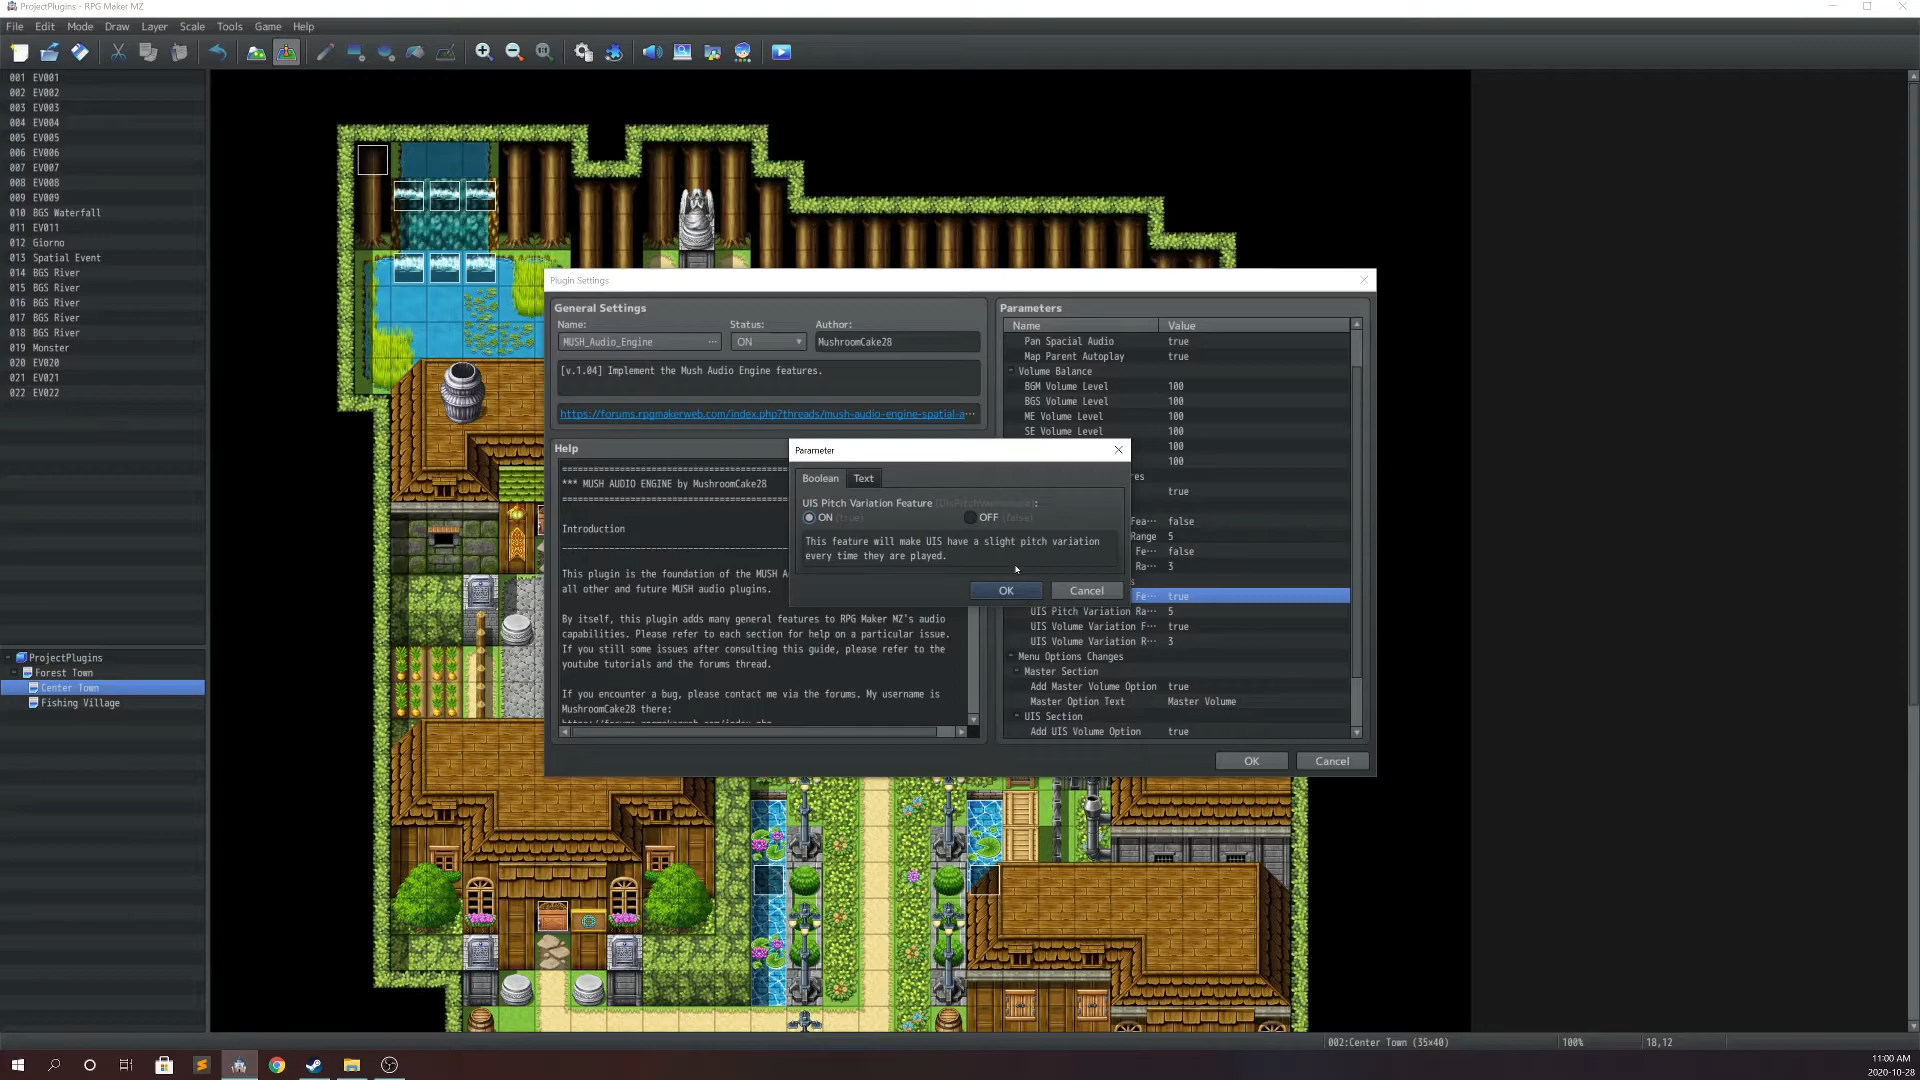 ProjectPlugins - RPG Maker MZ
File Edit Mode Draw Layer Scale Tools Game Help
001 EV001
002 EV002
003 EV003
004 EV004
005 EV005
006 EV006
007 EV007
008 EV008
009 EV009
010 BGS Waterfall
011 EV011
012 Giorno
013 Spatial Event
014 BGS River
015 BGS River
016 BGS River
017 BGS River
018 BGS River
019 Monster
020 EV020
021 EV021
022 EV022
ProjectPlugins
Forest Town
Center Town
Fishing Village
Plugin Settings
General Settings
Name: Status: Author:
MUSH_Audio_Engine ... ON MushroomCake28
[v.1.04] Implement the Mush Audio Engine features.
https://forums.rpgmakerweb.com/index.php?threads/mush-audio-engine-spatial-a...
Help
==================================
*** MUSH AUDIO ENGINE by MushroomCake28
==================================
Introduction
----------------------------------
This plugin is the foundation of the MUSH A
all other and future MUSH audio plugins.
By itself, this plugin adds many general features to RPG Maker MZ's audio
capabilities. Please refer to each section for help on a particular issue.
If you still some issues after consulting this guide, please refer to the
youtube tutorials and the forums thread.
If you encounter a bug, please contact me via the forums. My username is
MushroomCake28 there:
Parameters
Name Value
Pan Spacial Audio true
Map Parent Autoplay true
Volume Balance
BGM Volume Level 100
BGS Volume Level 100
ME Volume Level 100
SE Volume Level 100
100
100
res
true
Fea... false
Range 5
Fe... false
Ra... 3
s
Fe... true
UIS Pitch Variation Ra... 5
UIS Volume Variation F... true
UIS Volume Variation R... 3
Menu Options Changes
Master Section
Add Master Volume Option true
Master Option Text Master Volume
UIS Section
Add UIS Volume Option true
OK Cancel
Parameter
Boolean Text
UIS Pitch Variation Feature
ON (true) OFF (false)
This feature will make UIS have a slight pitch variation
every time they are played.
OK Cancel
002:Center Town (35×40) 100% 18,12
11:00 AM
2020-10-28